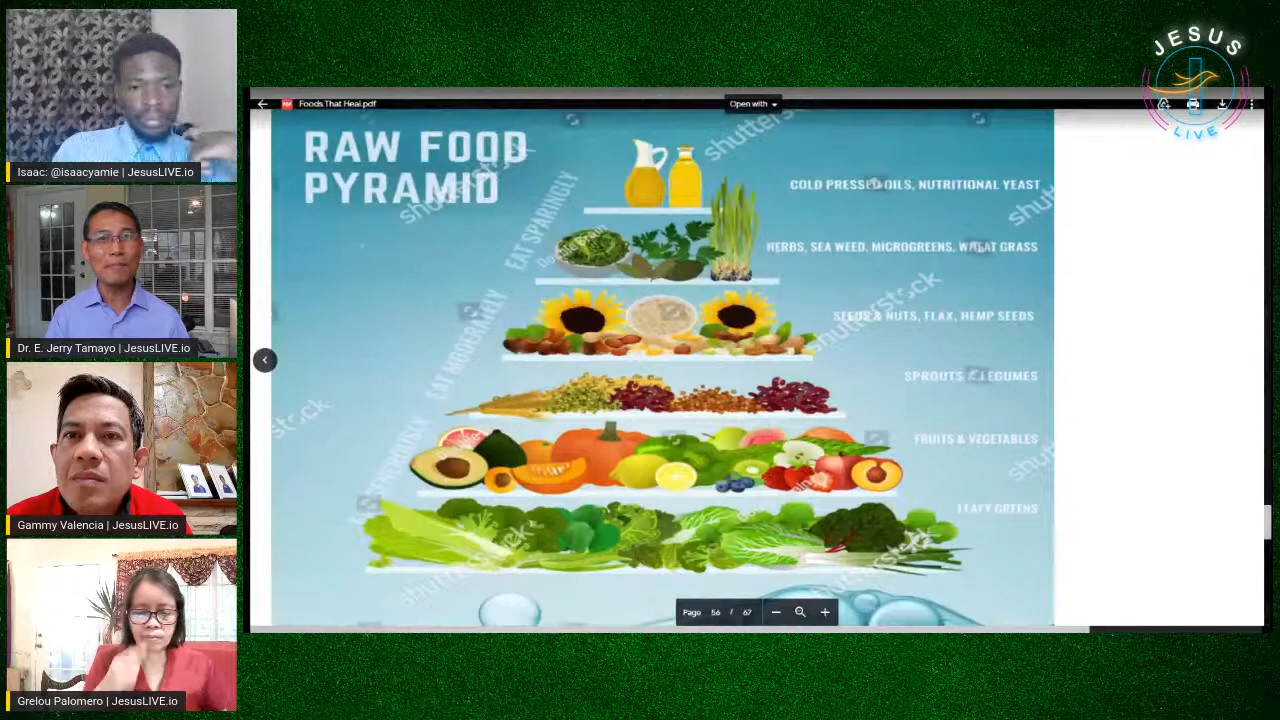 Isaac: @isaacyamie | JesusLIVE.io
Dr. E. Jerry Tamayo | JesusLIVE.io
Gammy Valencia | JesusLIVE.io
Grelou Palomero | JesusLIVE.io
JESUS
LIVE
PDF
Foods That Heal.pdf
Open with
RAW FOOD
PYRAMID
EAT SPARINGLY
COLD PRESSED OILS, NUTRITIONAL YEAST
HERBS, SEA WEED, MICROGREENS, WHEAT GRASS
SEEDS & NUTS, FLAX, HEMP SEEDS
SPROUTS & LEGUMES
FRUITS & VEGETABLES
LEAFY GREENS
shutterstock
Page 56 / 67